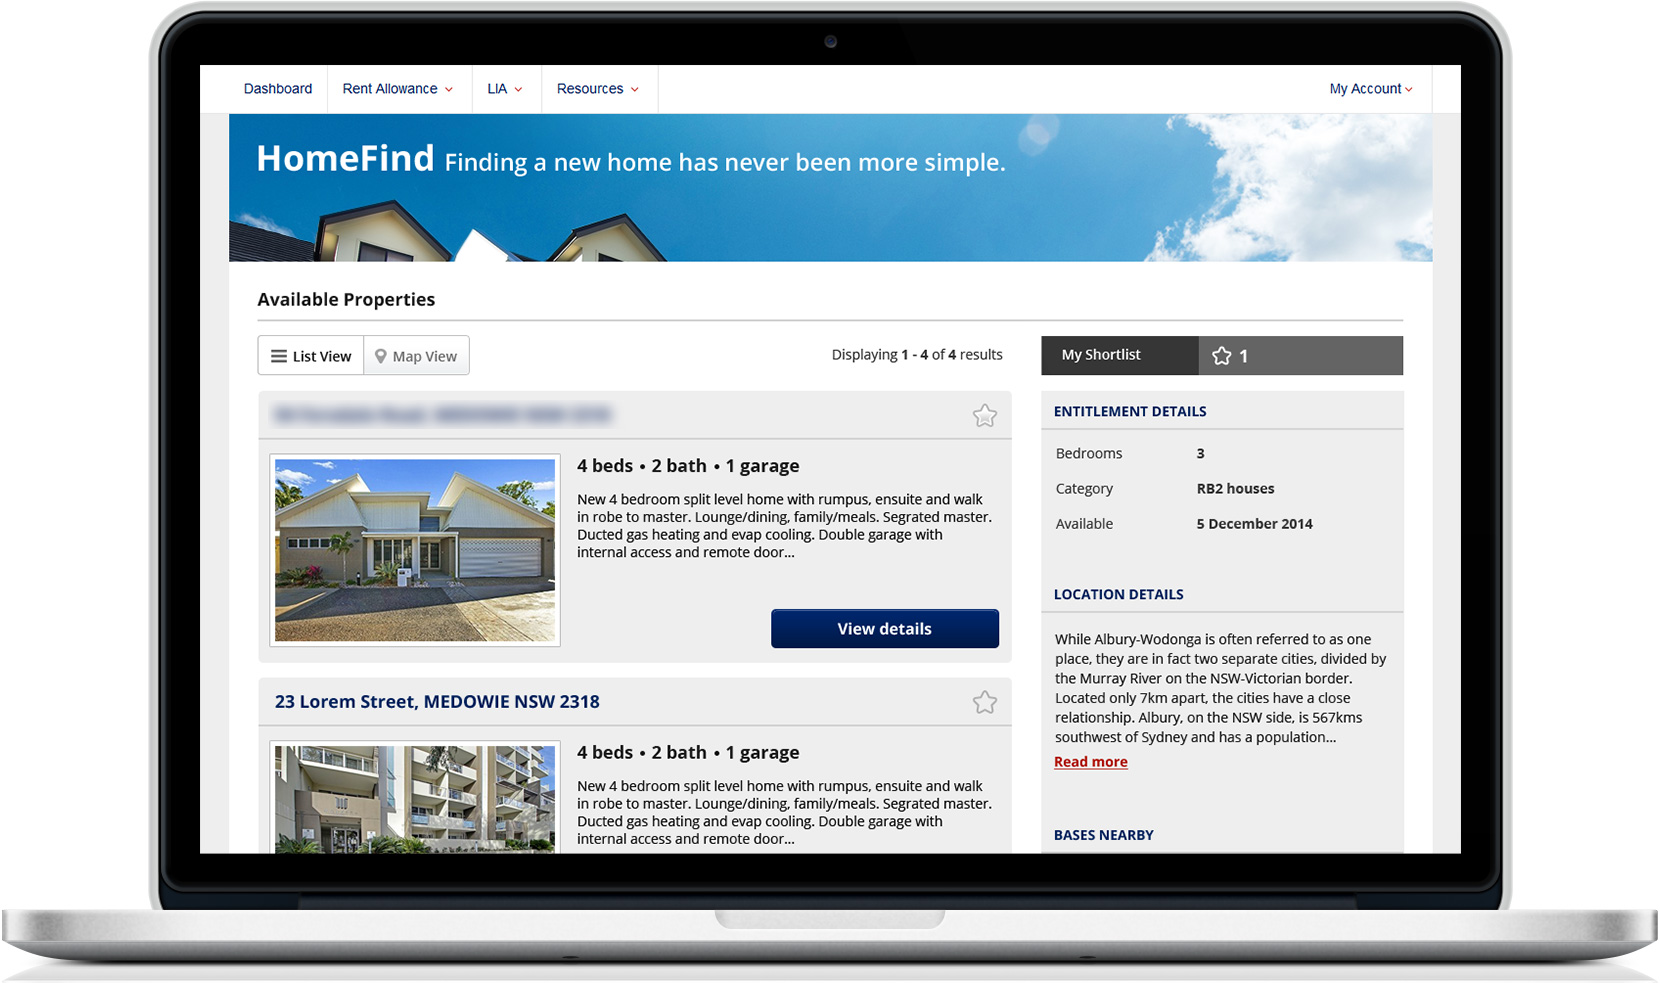 Dashboard
Rent Allowance
LIA
Resources
My Account
HomeFind Finding a new home has never been more simple.
Available Properties
List View
Map View
Displaying 1 - 4 of 4 results
My Shortlist
1
4 beds • 2 bath • 1 garage
New 4 bedroom split level home with rumpus, ensuite and walk
in robe to master. Lounge/dining, family/meals. Segrated master.
Ducted gas heating and evap cooling. Double garage with
internal access and remote door...
View details
23 Lorem Street, MEDOWIE NSW 2318
4 beds • 2 bath • 1 garage
New 4 bedroom split level home with rumpus, ensuite and walk
in robe to master. Lounge/dining, family/meals. Segrated master.
Ducted gas heating and evap cooling. Double garage with
internal access and remote door...
ENTITLEMENT DETAILS
Bedrooms 3
Category RB2 houses
Available 5 December 2014
LOCATION DETAILS
While Albury-Wodonga is often referred to as one
place, they are in fact two separate cities, divided by
the Murray River on the NSW-Victorian border.
Located only 7km apart, the cities have a close
relationship. Albury, on the NSW side, is 567kms
southwest of Sydney and has a population...
Read more
BASES NEARBY